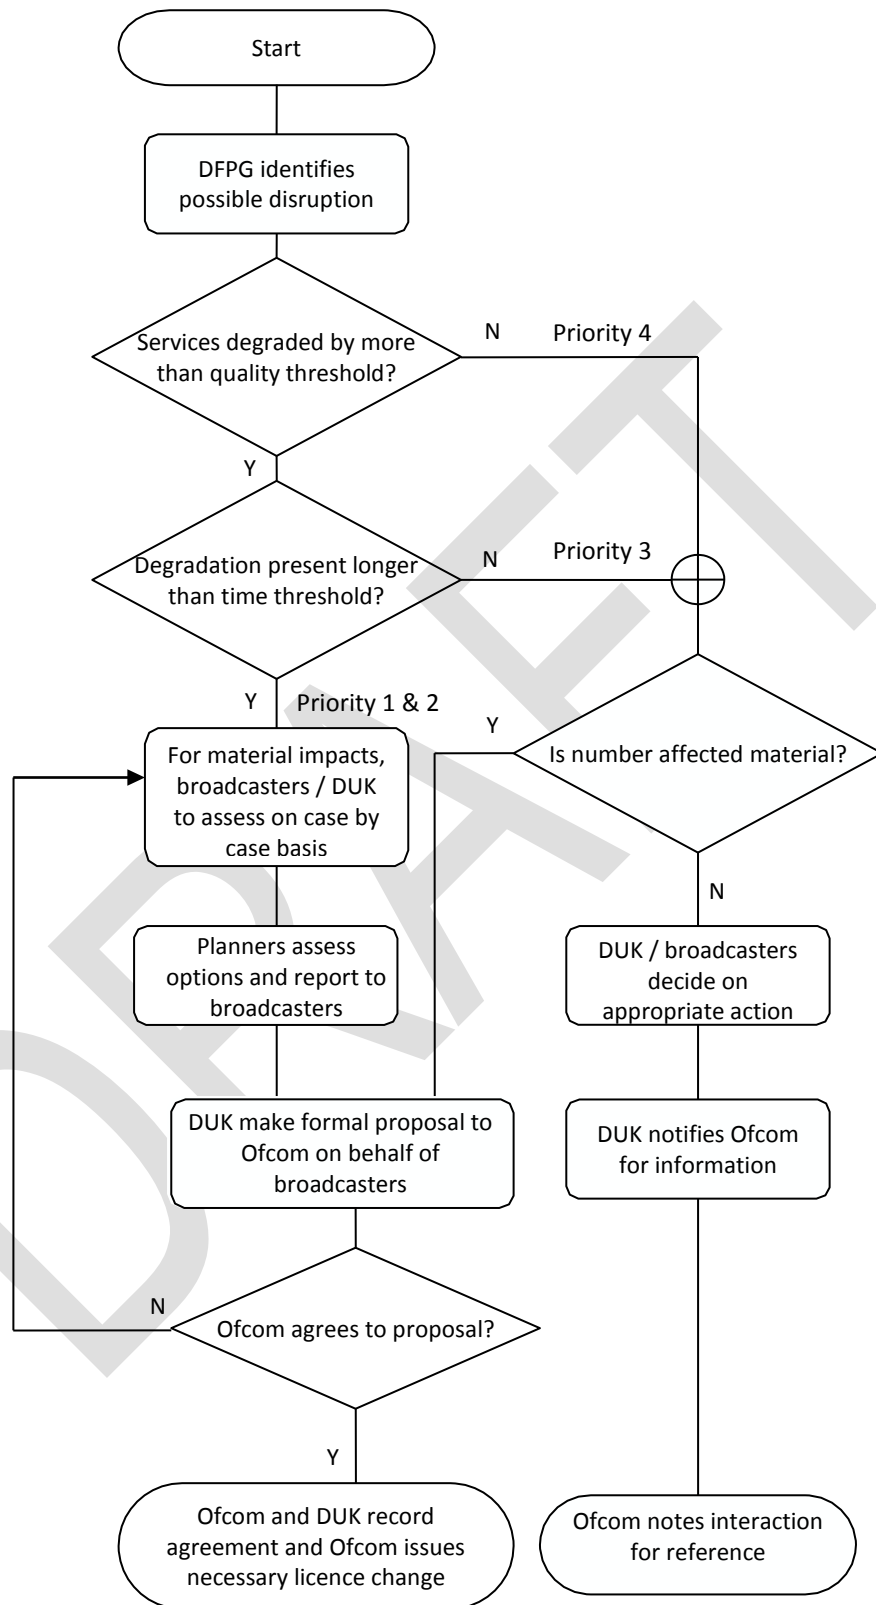 Start
DFPG identifies
possible disruption
Services degraded by more
than quality threshold?
N
Priority 4
Y
Degradation present longer
than time threshold?
N
Priority 3
Y
Priority 1 & 2
For material impacts,
broadcasters / DUK
to assess on case by
case basis
Y
Is number affected material?
N
Planners assess
options and report to
broadcasters
DUK / broadcasters
decide on
appropriate action
DUK make formal proposal to
Ofcom on behalf of
broadcasters
DUK notifies Ofcom
for information
N
Ofcom agrees to proposal?
Y
Ofcom and DUK record
agreement and Ofcom issues
necessary licence change
Ofcom notes interaction
for reference
DRAFT